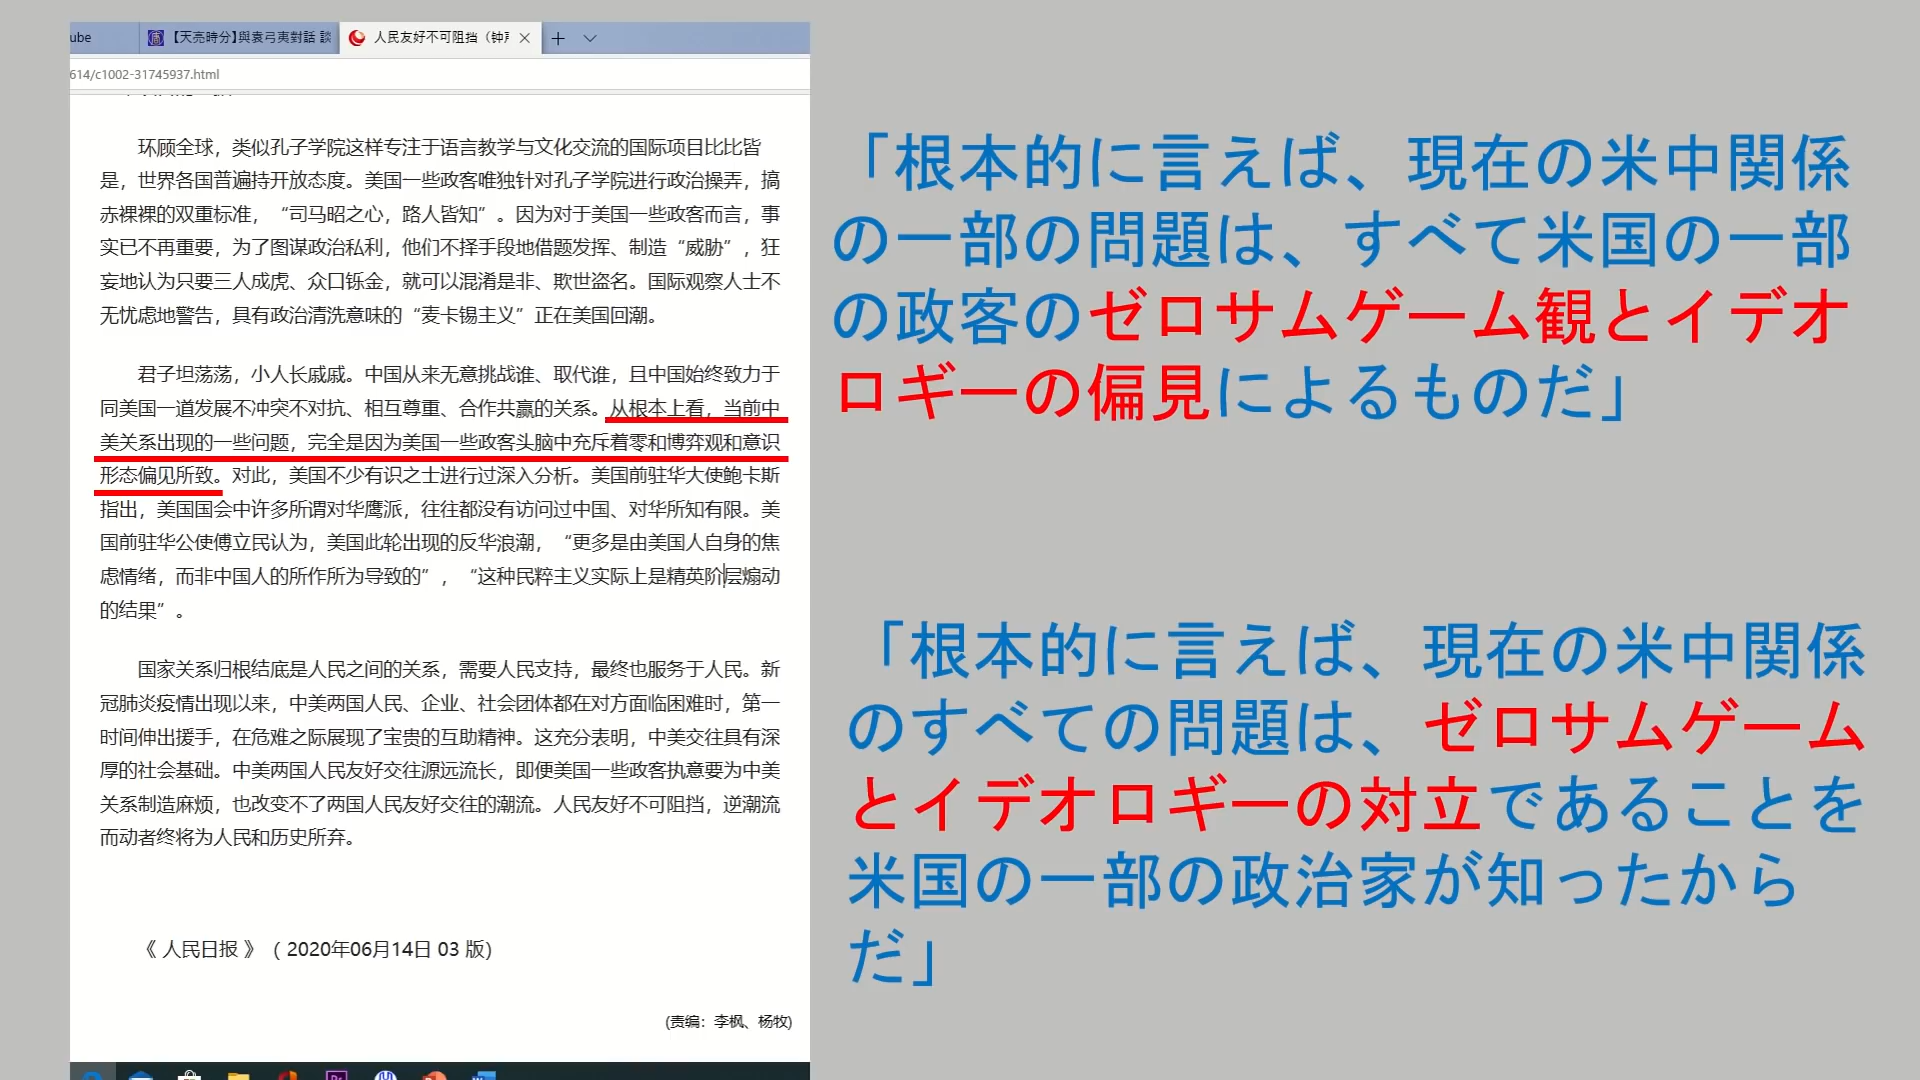 ube
【天亮時分】與袁弓夷對話 談
人民友好不可阻挡（钟声
614/c1002-31745937.html
环顾全球，类似孔子学院这样专注于语言教学与文化交流的国际项目比比皆
是，世界各国普遍持开放态度。美国一些政客唯独针对孔子学院进行政治操弄，搞
赤裸裸的双重标准，“司马昭之心，路人皆知”。因为对于美国一些政客而言，事
实已不再重要，为了图谋政治私利，他们不择手段地借题发挥、制造“威胁”，狂
妄地认为只要三人成虎、众口铄金，就可以混淆是非、欺世盗名。国际观察人士不
无忧虑地警告，具有政治清洗意味的“麦卡锡主义”正在美国回潮。
君子坦荡荡，小人长戚戚。中国从来无意挑战谁、取代谁，且中国始终致力于
同美国一道发展不冲突不对抗、相互尊重、合作共赢的关系。从根本上看，当前中
美关系出现的一些问题，完全是因为美国一些政客头脑中充斥着零和博弈观和意识
形态偏见所致。对此，美国不少有识之士进行过深入分析。美国前驻华大使鲍卡斯
指出，美国国会中许多所谓对华鹰派，往往都没有访问过中国、对华所知有限。美
国前驻华公使傅立民认为，美国此轮出现的反华浪潮，“更多是由美国人自身的焦
虑情绪，而非中国人的所作所为导致的”，“这种民粹主义实际上是精英阶层煽动
的结果”。
国家关系归根结底是人民之间的关系，需要人民支持，最终也服务于人民。新
冠肺炎疫情出现以来，中美两国人民、企业、社会团体都在对方面临困难时，第一
时间伸出援手，在危难之际展现了宝贵的互助精神。这充分表明，中美交往具有深
厚的社会基础。中美两国人民友好交往源远流长，即便美国一些政客执意要为中美
关系制造麻烦，也改变不了两国人民友好交往的潮流。人民友好不可阻挡，逆潮流
而动者终将为人民和历史所弃。
《 人民日报 》（ 2020年06月14日 03 版）
(责编：李枫、杨牧)
「根本的に言えば、現在の米中関係
の一部の問題は、すべて米国の一部
の政客のゼロサムゲーム観とイデオ
ロギーの偏見によるものだ」
「根本的に言えば、現在の米中関係
のすべての問題は、ゼロサムゲーム
とイデオロギーの対立であることを
米国の一部の政治家が知ったから
だ」